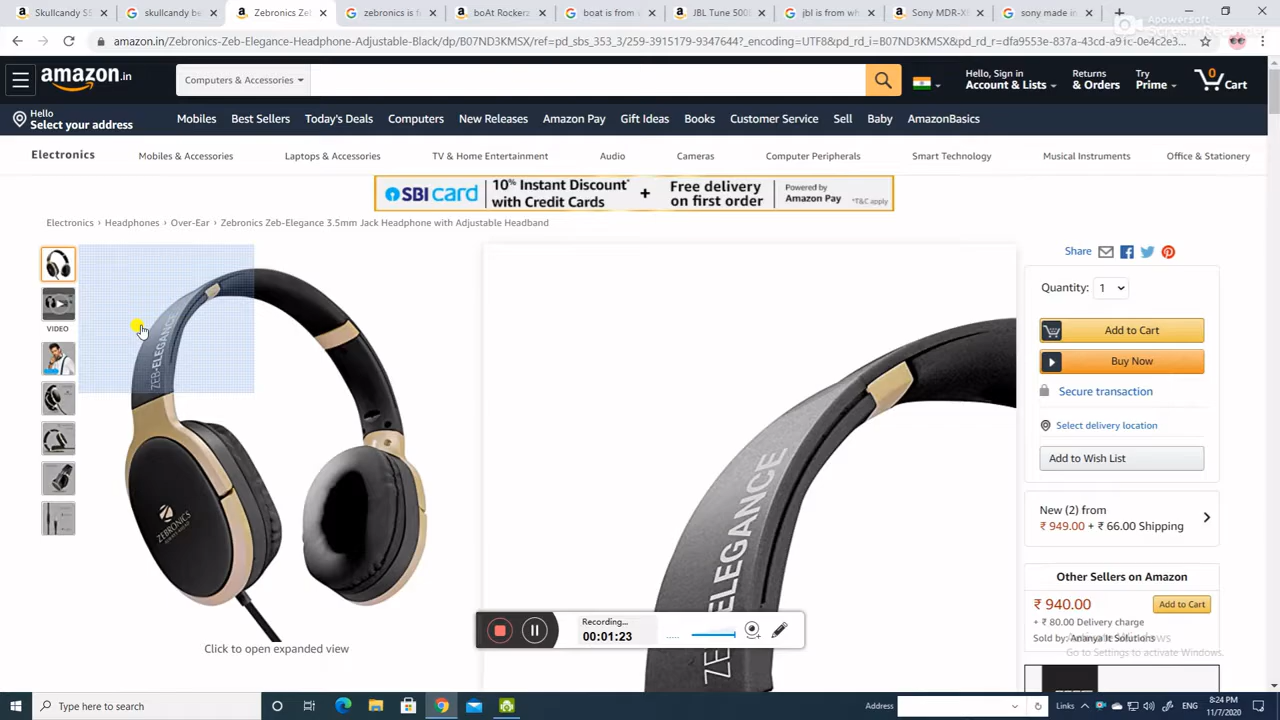 Skullcandy S5
skullcandy be
Zebronics Ze
zebronics is f
boAt Rockerz
boat is from
JBL Tune 500
jbl is from wh
Sony MDR-X
sony made in
Apowersoft
Screen Recorder
amazon.in/Zebronics-Zeb-Elegance-Headphone-Adjustable-Black/dp/B07ND3KMSX/ref=pd_sbs_353_3/259-3915179-9347644?_encoding=UTF8&pd_rd_i=B07ND3KMSX&pd_rd_r=dfa9553e-837a-43cd-a91c-0e4c2e3...
amazon.in
Computers & Accessories
Hello, Sign in
Account & Lists
Returns
& Orders
Try
Prime
0
Cart
Hello
Select your address
Mobiles
Best Sellers
Today's Deals
Computers
New Releases
Amazon Pay
Gift Ideas
Books
Customer Service
Sell
Baby
AmazonBasics
Electronics
Mobiles & Accessories
Laptops & Accessories
TV & Home Entertainment
Audio
Cameras
Computer Peripherals
Smart Technology
Musical Instruments
Office & Stationery
SBI card
10% Instant Discount*
with Credit Cards
+
Free delivery
on first order
Powered by
Amazon Pay
*T&C apply
Electronics › Headphones › Over-Ear › Zebronics Zeb-Elegance 3.5mm Jack Headphone with Adjustable Headband
VIDEO
ZEB-ELEGANCE
ZEBRONICS
ELEGANCE
Click to open expanded view
Share
Quantity: 1
Add to Cart
Buy Now
Secure transaction
Select delivery location
Add to Wish List
New (2) from
₹ 949.00 + ₹ 66.00 Shipping
Other Sellers on Amazon
₹ 940.00
Add to Cart
+ ₹ 80.00 Delivery charge
Sold by: Ananya It Solutions
Activate Windows
Go to Settings to activate Windows.
Recording...
00:01:23
Type here to search
Address
Links
8:24 PM
11/7/2020